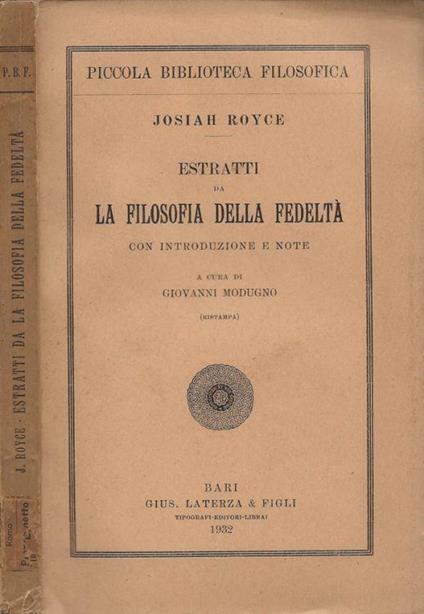 P. B. F.
J. ROYCE - ESTRATTI DA LA FILOSOFIA DELLA FEDELTÀ
Roma
PICCOLA BIBLIOTECA FILOSOFICA
JOSIAH ROYCE
ESTRATTI
DA
LA FILOSOFIA DELLA FEDELTÀ
CON INTRODUZIONE E NOTE
A CURA DI
GIOVANNI MODUGNO
(RISTAMPA)
BARI
GIUS. LATERZA & FIGLI
TIPOGRAFI-EDITORI-LIBRAI
1932